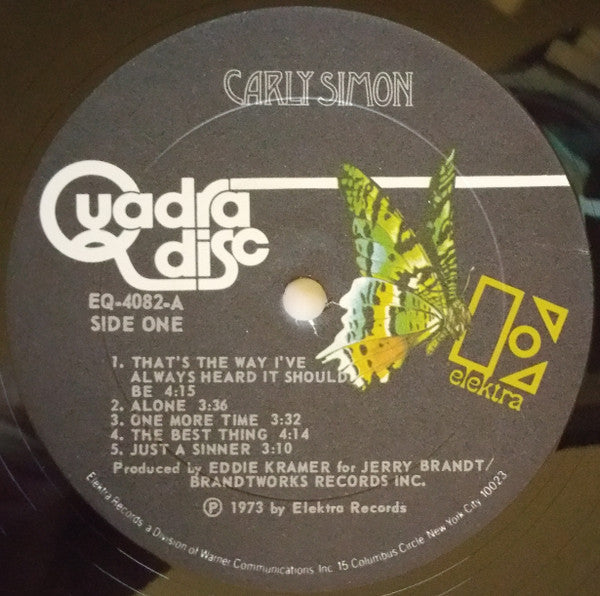 CARLY SIMON
Quadra
disc
EQ-4082-A
SIDE ONE
elektra
1. THAT'S THE WAY I'VE
ALWAYS HEARD IT SHOULD
BE 4:15
2. ALONE 3:36
3. ONE MORE TIME 3:32
4. THE BEST THING 4:14
5. JUST A SINNER 3:10
Produced by EDDIE KRAMER for JERRY BRANDT/
BRANDTWORKS RECORDS INC.
Ⓟ 1973 by Elektra Records
Elektra Records, a Division of Warner Communications Inc. 15 Columbus Circle, New York City 10023